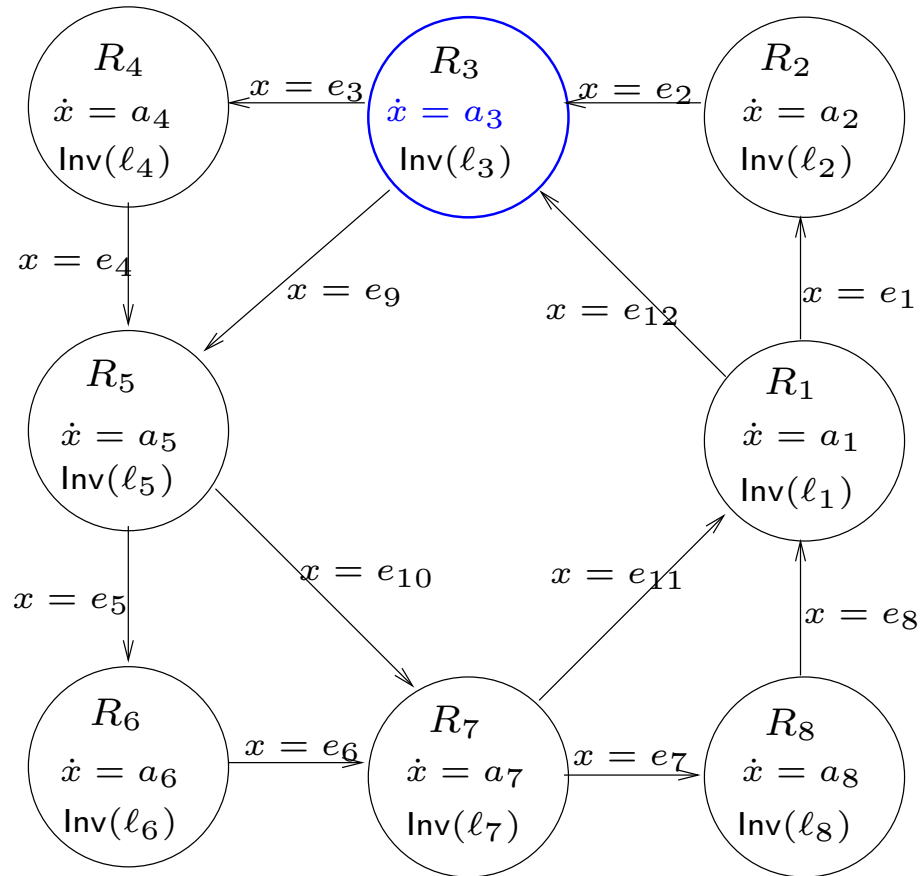 R₄
ẋ = a₄
Inv(ℓ₄)
x = e₃
R₃
ẋ = a₃
Inv(ℓ₃)
x = e₂
R₂
ẋ = a₂
Inv(ℓ₂)
x = e₄
x = e₉
x = e₁₂
x = e₁
R₅
ẋ = a₅
Inv(ℓ₅)
R₁
ẋ = a₁
Inv(ℓ₁)
x = e₅
x = e₁₀
x = e₁₁
x = e₈
R₆
ẋ = a₆
Inv(ℓ₆)
x = e₆
R₇
ẋ = a₇
Inv(ℓ₇)
x = e₇
R₈
ẋ = a₈
Inv(ℓ₈)